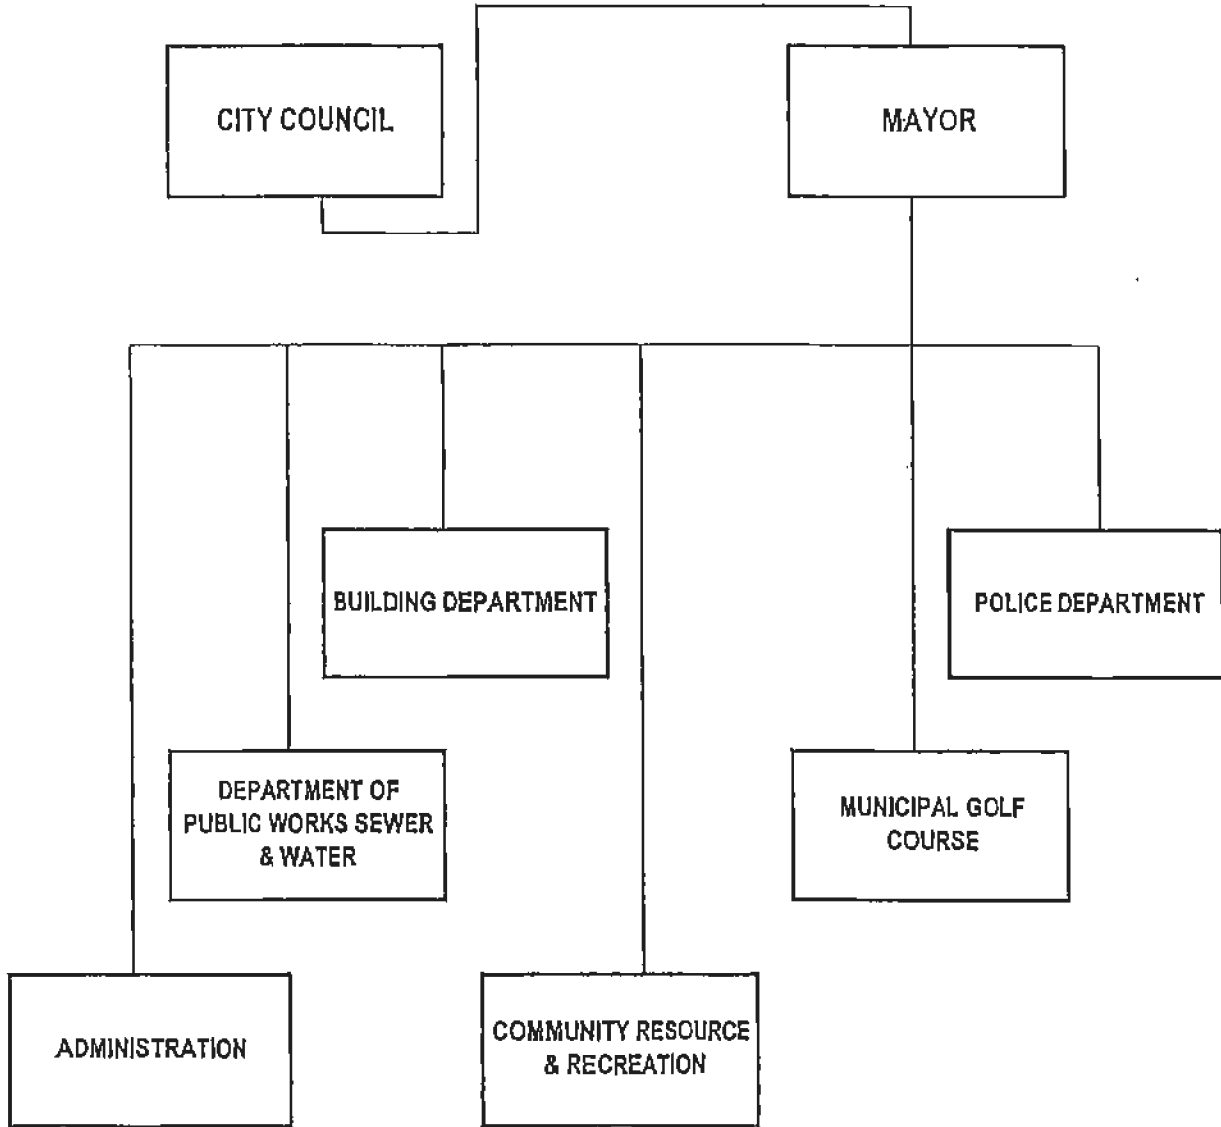 CITY COUNCIL
MAYOR
BUILDING DEPARTMENT
POLICE DEPARTMENT
DEPARTMENT OF
PUBLIC WORKS SEWER
& WATER
MUNICIPAL GOLF
COURSE
ADMINISTRATION
COMMUNITY RESOURCE
& RECREATION